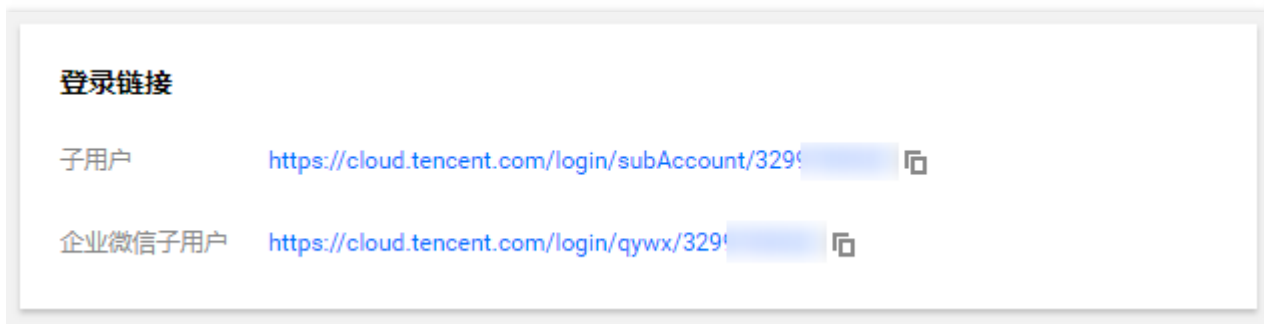 登录链接
子用户 https://cloud.tencent.com/login/subAccount/329
企业微信子用户 https://cloud.tencent.com/login/qywx/329